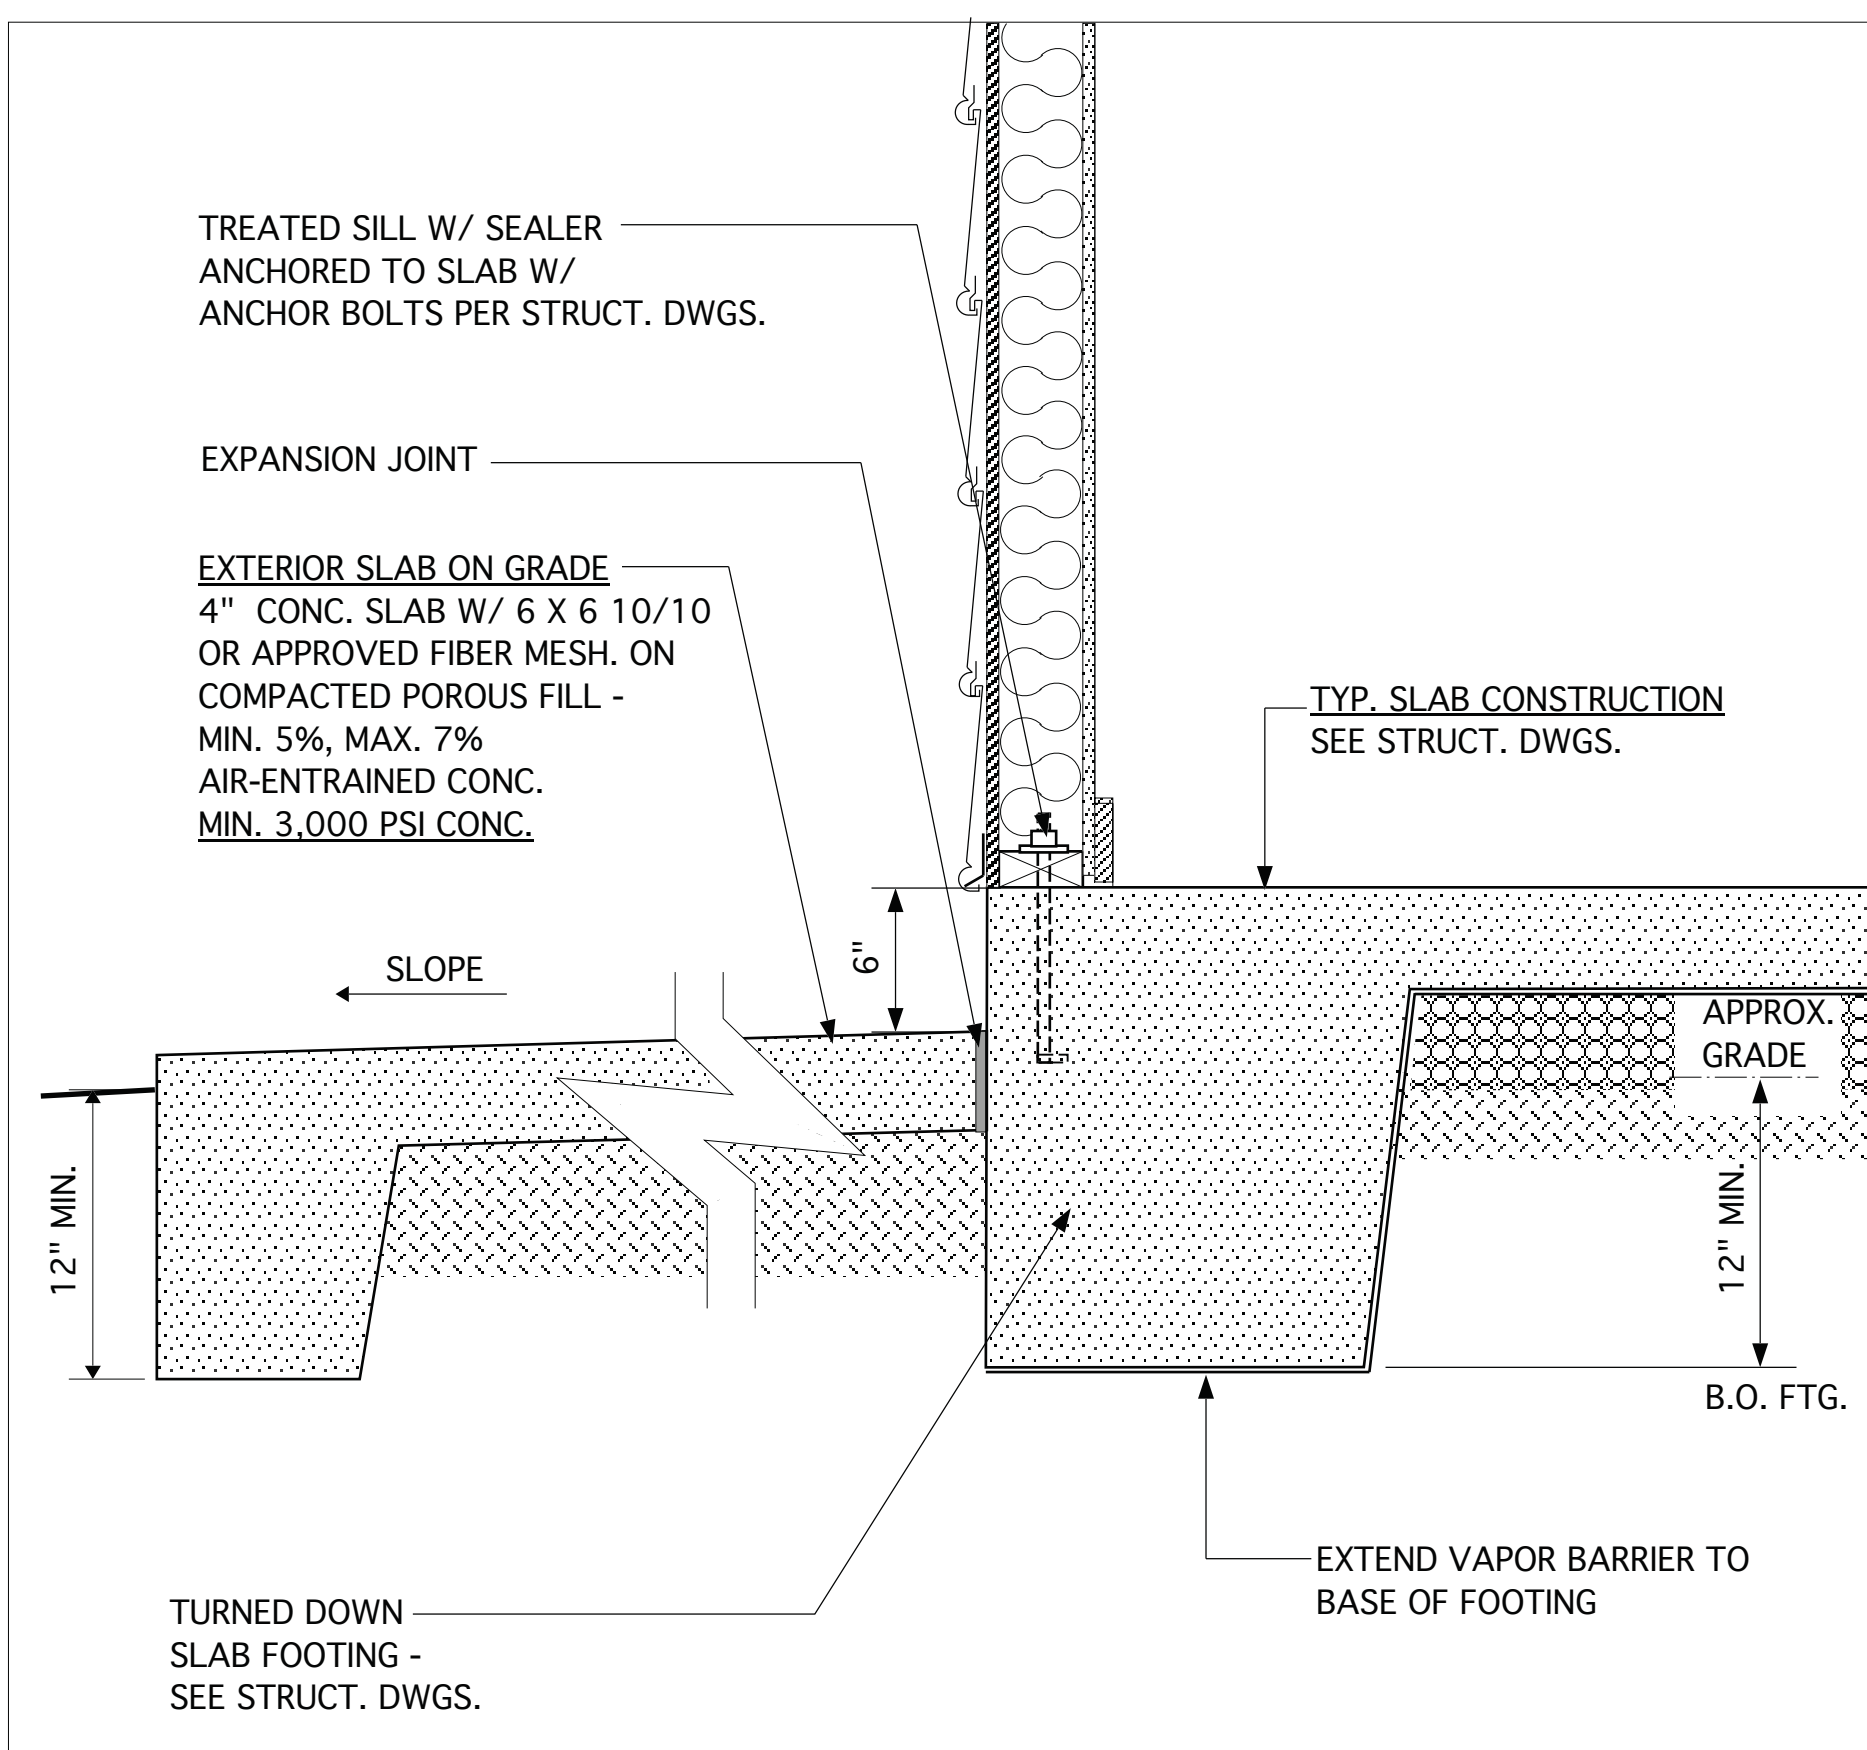 TREATED SILL W/ SEALER
ANCHORED TO SLAB W/
ANCHOR BOLTS PER STRUCT. DWGS.
EXPANSION JOINT
EXTERIOR SLAB ON GRADE
4" CONC. SLAB W/ 6 X 6 10/10
OR APPROVED FIBER MESH. ON
COMPACTED POROUS FILL -
MIN. 5%, MAX. 7%
AIR-ENTRAINED CONC.
MIN. 3,000 PSI CONC.
TYP. SLAB CONSTRUCTION
SEE STRUCT. DWGS.
6"
SLOPE
APPROX.
GRADE
12" MIN.
12" MIN.
B.O. FTG.
EXTEND VAPOR BARRIER TO
BASE OF FOOTING
TURNED DOWN
SLAB FOOTING -
SEE STRUCT. DWGS.